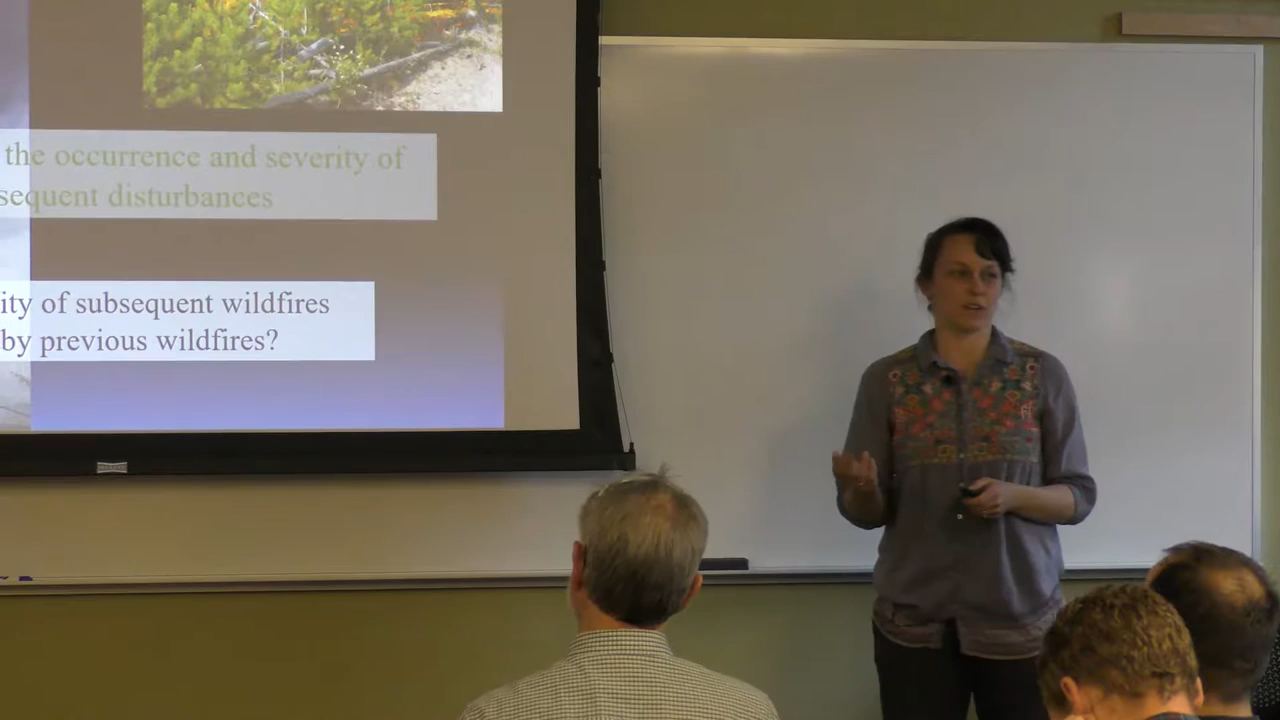 the occurrence and severity of
sequent disturbances
ity of subsequent wildfires
by previous wildfires?